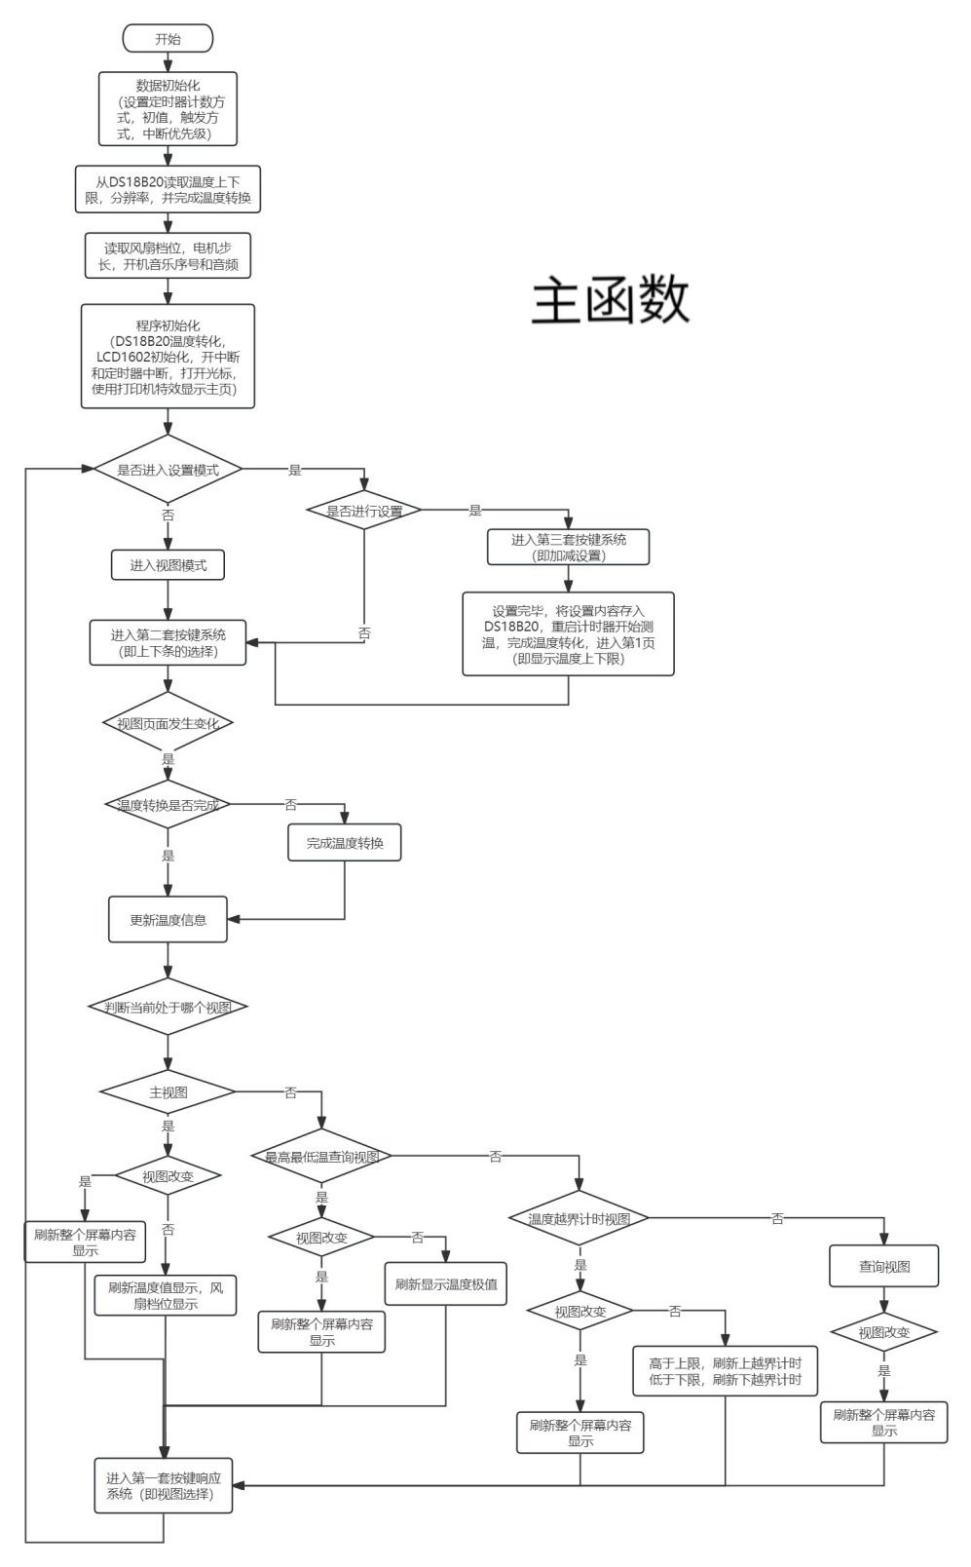 开始
数据初始化
（设置定时器计数方
式，初值，触发方
式，中断优先级）
从DS18B20读取温度上下
限，分辨率，并完成温度转换
读取风扇档位，电机步
长，开机音乐序号和音频
主函数
程序初始化
（DS18B20温度转化，
LCD1602初始化，开中断
和定时器中断，打开光标，
使用打印机特效显示主页）
是否进入设置模式
是
否
是否进行设置
是
否
进入第三套按键系统
（即加减设置）
设置完毕，将设置内容存入
DS18B20，重启计时器开始测
温，完成温度转化，进入第1页
（即显示温度上下限）
进入视图模式
进入第二套按键系统
（即上下条的选择）
视图页面发生变化
是
温度转换是否完成
否
完成温度转换
是
更新温度信息
判断当前处于哪个视图
主视图
否
是
视图改变
是
否
刷新整个屏幕内容
显示
刷新温度值显示，风
扇档位显示
最高最低温查询视图
否
是
视图改变
否
是
刷新显示温度极值
刷新整个屏幕内容
显示
温度越界计时视图
否
是
视图改变
否
是
高于上限，刷新上越界计时
低于下限，刷新下越界计时
刷新整个屏幕内容
显示
查询视图
视图改变
是
刷新整个屏幕内容
显示
进入第一套按键响应
系统（即视图选择）